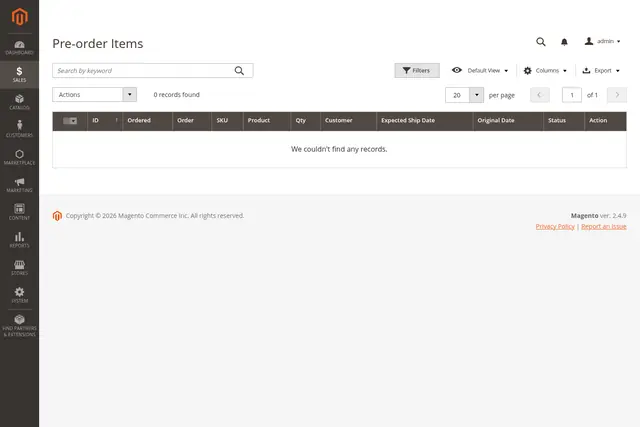 Pre-order Items
admin
DASHBOARD
SALES
CATALOG
CUSTOMERS
MARKETPLACE
MARKETING
CONTENT
REPORTS
STORES
SYSTEM
FIND PARTNERS
& EXTENSIONS
Search by keyword
Filters
Default View
Columns
Export
Actions
0 records found
20
per page
1
of 1
ID ↑ Ordered Order SKU Product Qty Customer Expected Ship Date Original Date Status Action
We couldn't find any records.
Copyright © 2026 Magento Commerce Inc. All rights reserved.
Magento ver. 2.4.9
Privacy Policy | Report an Issue